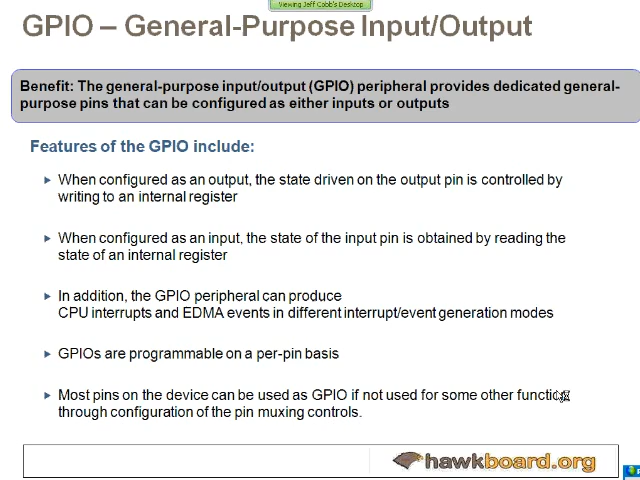 Viewing Jeff Cobb's Desktop
GPIO – General-Purpose Input/Output
Benefit: The general-purpose input/output (GPIO) peripheral provides dedicated general-
purpose pins that can be configured as either inputs or outputs
Features of the GPIO include:
When configured as an output, the state driven on the output pin is controlled by
writing to an internal register
When configured as an input, the state of the input pin is obtained by reading the
state of an internal register
In addition, the GPIO peripheral can produce
CPU interrupts and EDMA events in different interrupt/event generation modes
GPIOs are programmable on a per-pin basis
Most pins on the device can be used as GPIO if not used for some other function
through configuration of the pin muxing controls.
hawkboard.org